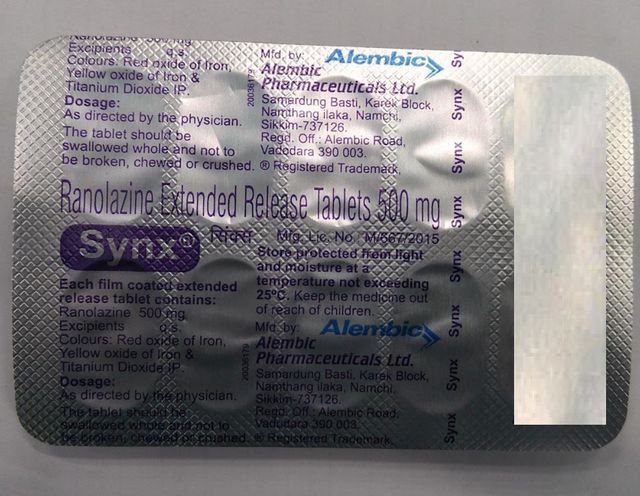 Ranolazine 500 mg.
Excipients q.s.
Colours: Red oxide of Iron,
Yellow oxide of Iron &
Titanium Dioxide IP.
Dosage:
As directed by the physician.
The tablet should be
swallowed whole and not to
be broken, chewed or crushed.
20036179
Mfd. by: Alembic
Alembic
Pharmaceuticals Ltd.
Samardung Basti, Karek Block,
Namthang ilaka, Namchi,
Sikkim-737126.
Regd. Off.: Alembic Road,
Vadodara 390 003.
® Registered Trademark.
Ranolazine Extended Release Tablets 500 mg
Synx® सिंक्स Mfg. Lic. No.: M/667/2015
Each film coated extended
release tablet contains:
Ranolazine 500 mg.
Excipients q.s.
Colours: Red oxide of Iron,
Yellow oxide of Iron &
Titanium Dioxide IP.
Dosage:
As directed by the physician.
The tablet should be
swallowed whole and not to
be broken, chewed or crushed.
20036179
Store protected from light
and moisture at a
temperature not exceeding
25°C. Keep the medicine out
of reach of children.
Mfd. by: Alembic
Alembic
Pharmaceuticals Ltd.
Samardung Basti, Karek Block,
Namthang ilaka, Namchi,
Sikkim-737126.
Regd. Off.: Alembic Road,
Vadodara 390 003.
® Registered Trademark.
Synx Synx Synx Synx Synx Synx Synx Sy